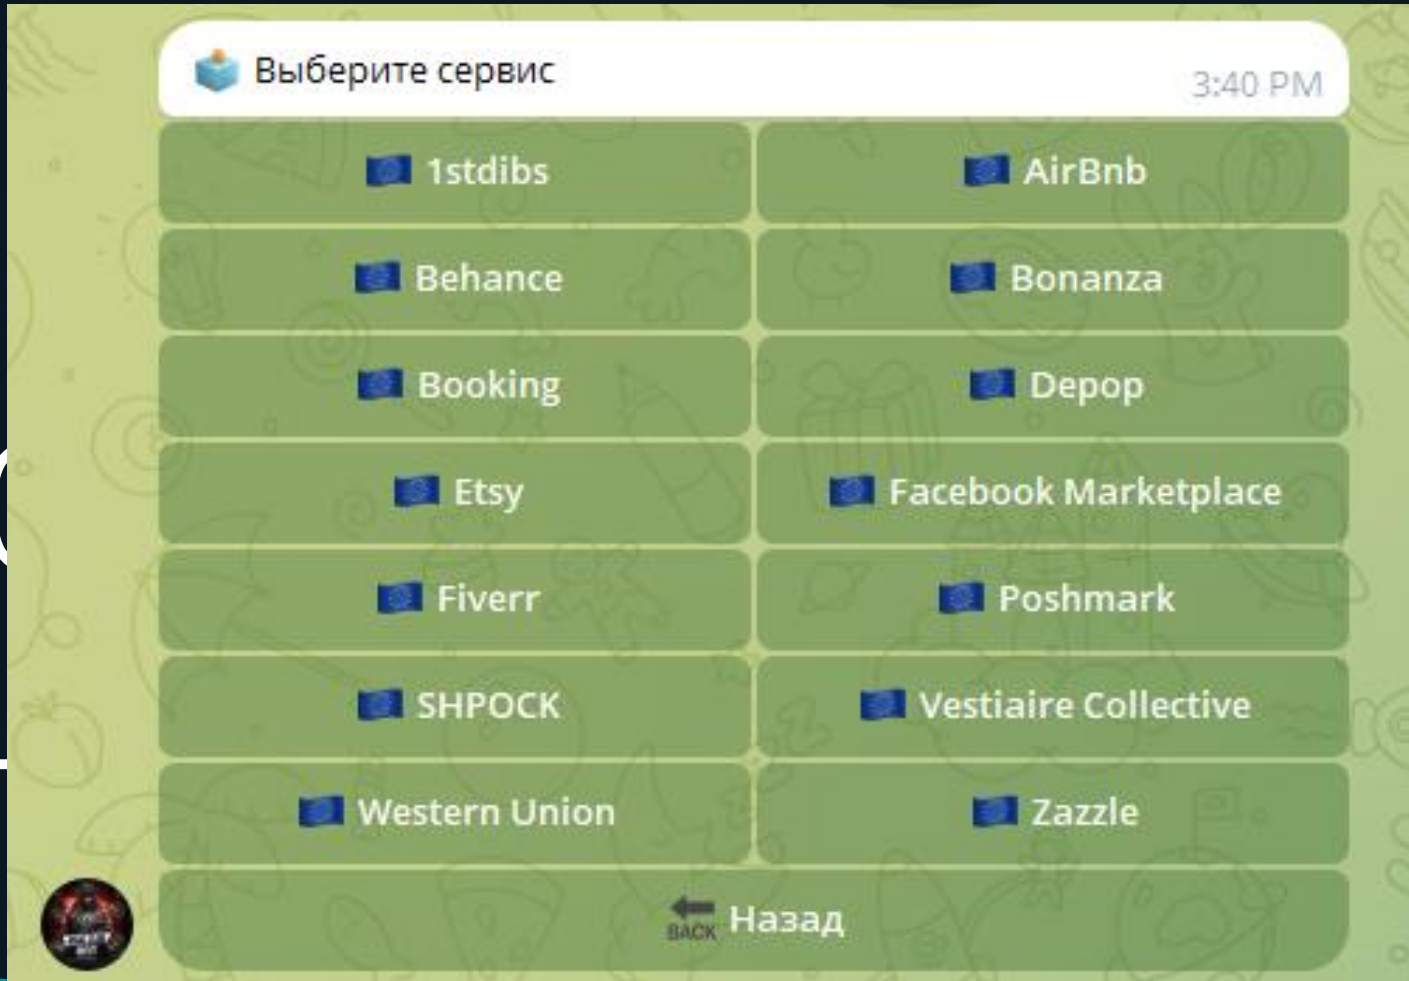 Выберите сервис
3:40 PM
1stdibs
AirBnb
Behance
Bonanza
Booking
Depop
Etsy
Facebook Marketplace
Fiverr
Poshmark
SHPOCK
Vestiaire Collective
Western Union
Zazzle
BACK Назад